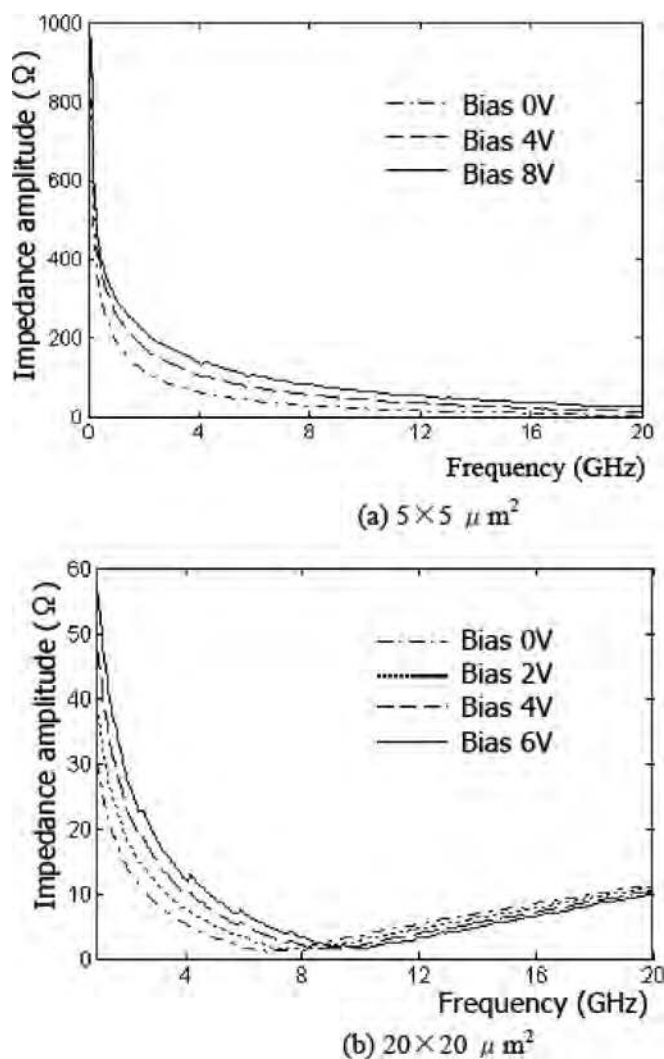 Impedance amplitude (Ω)
1000
800
600
400
200
0
Bias 0V
Bias 4V
Bias 8V
0 4 8 12 16 20
Frequency (GHz)
(a) 5×5 μm²
Impedance amplitude (Ω)
60
50
40
30
20
10
0
Bias 0V
Bias 2V
Bias 4V
Bias 6V
4 8 12 16 20
Frequency (GHz)
(b) 20×20 μm²